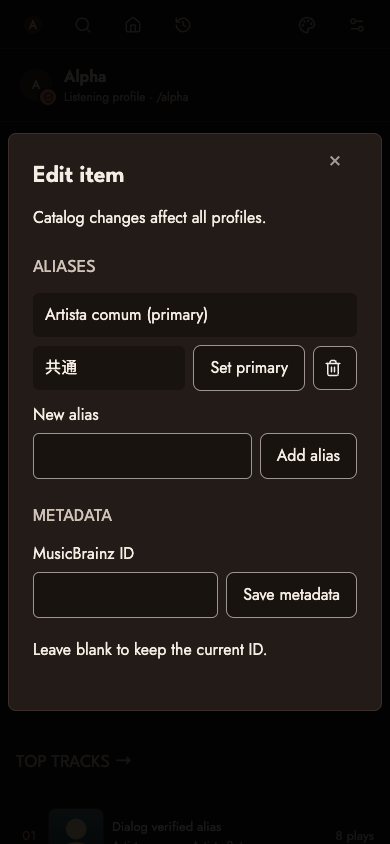 A
A
Alpha
Listening profile · /alpha
Edit item
×
Catalog changes affect all profiles.
ALIASES
Artista comum (primary)
共通
Set primary
New alias
Add alias
METADATA
MusicBrainz ID
Save metadata
Leave blank to keep the current ID.
TOP TRACKS →
01
Dialog verified alias
8 plays